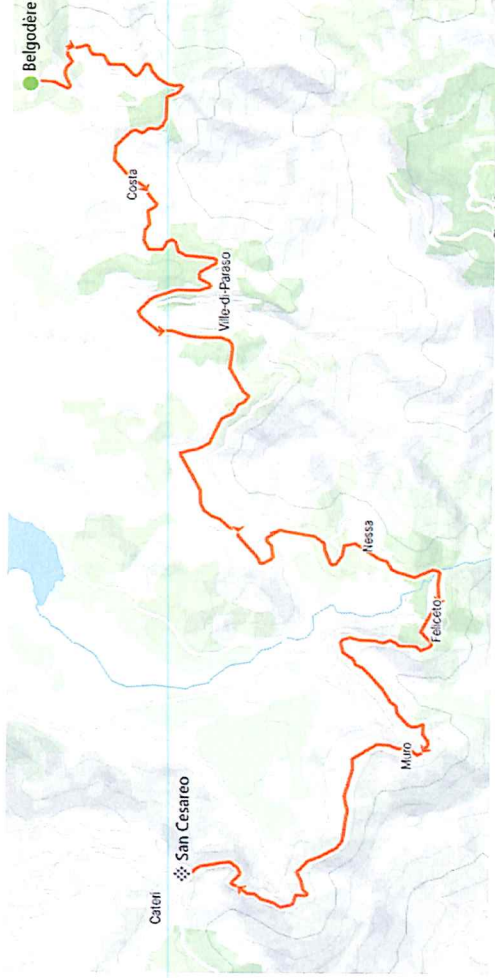 Belgodère
Costa
Ville-di-Paraso
Nessa
Feliceto
Muro
San Cesareo
Cateri